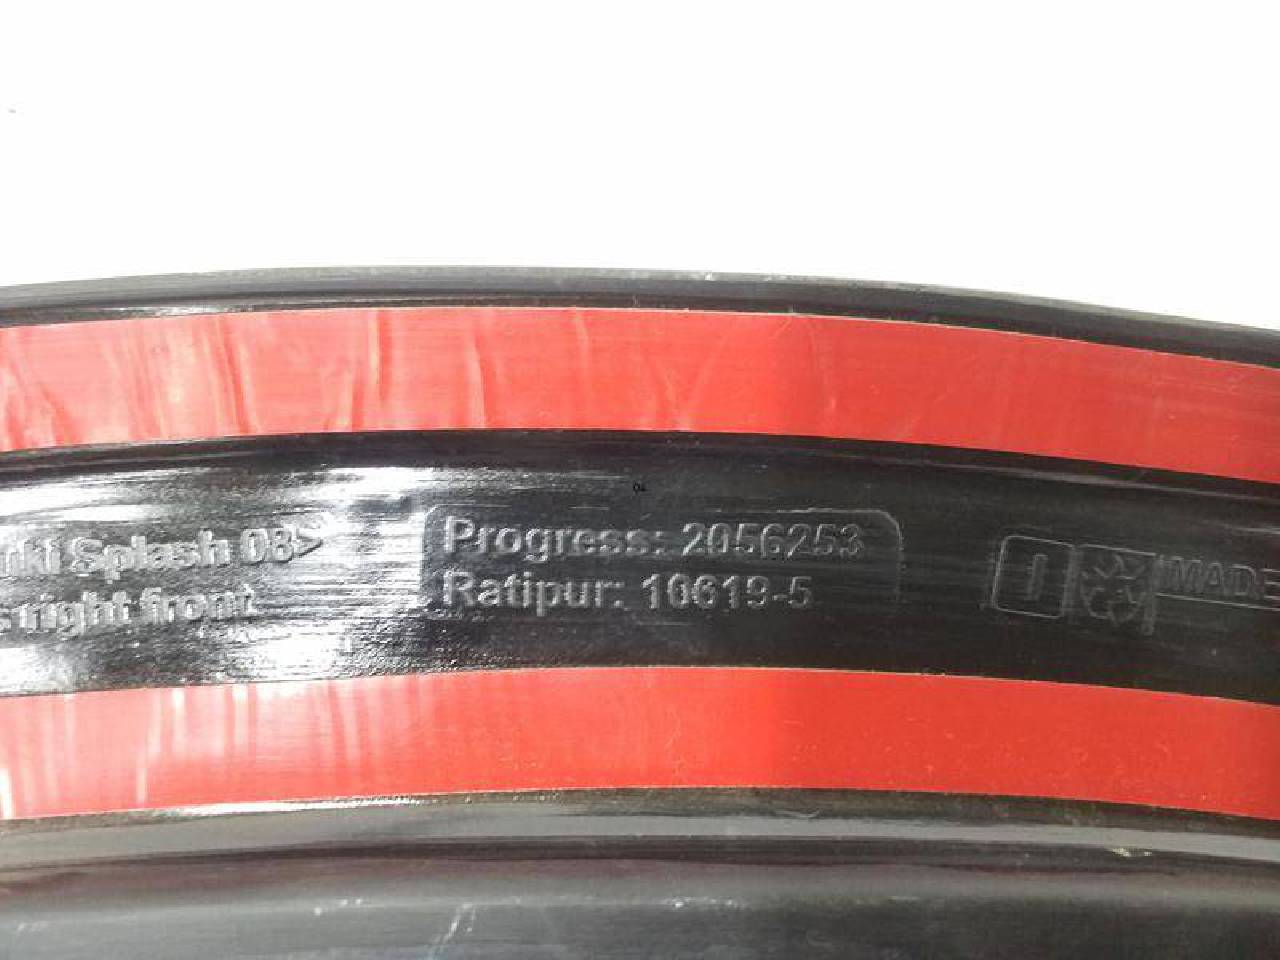 uki Splash 08>
s right front
Progress: 2056253
Ratipur: 10619-5
MADE